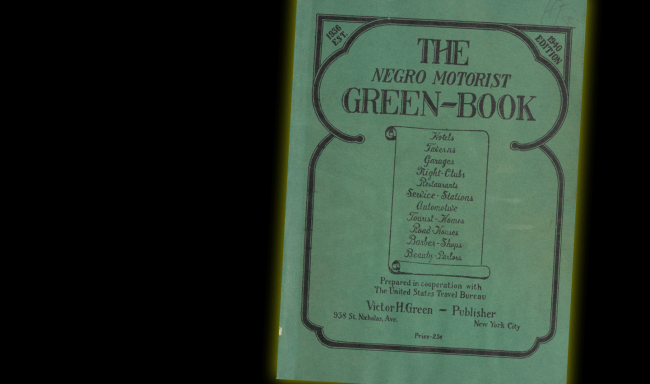 1936
EST.
1940
EDITION
THE
NEGRO MOTORIST
GREEN-BOOK
Hotels
Taverns
Garages
Night-Clubs
Restaurants
Service-Stations
Automotive
Tourist-Homes
Road-Houses
Barber-Shops
Beauty-Parlors
Prepared in cooperation with
The United States Travel Bureau
Victor H. Green — Publisher
938 St. Nicholas, Ave. New York City
Price-25¢